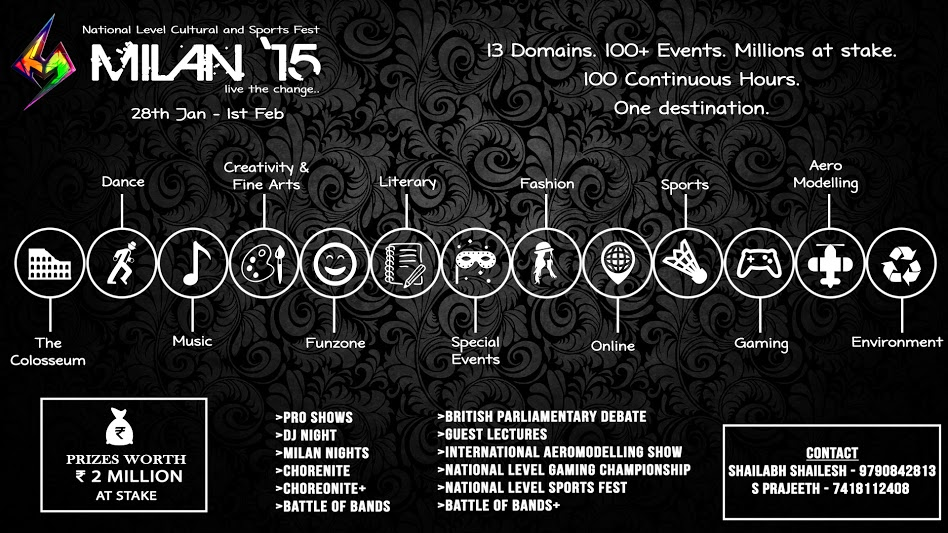 National Level Cultural and Sports Fest
MILAN '15
live the change..
28th Jan - 1st Feb
13 Domains. 100+ Events. Millions at stake.
100 Continuous Hours.
One destination.
Dance
Creativity &
Fine Arts
Literary
Fashion
Sports
Aero
Modelling
The
Colosseum
Music
Funzone
Special
Events
Online
Gaming
Environment
₹
PRIZES WORTH
₹ 2 MILLION
AT STAKE
>PRO SHOWS
>DJ NIGHT
>MILAN NIGHTS
>CHORENITE
>CHOREONITE+
>BATTLE OF BANDS
>BRITISH PARLIAMENTARY DEBATE
>GUEST LECTURES
>INTERNATIONAL AEROMODELLING SHOW
>NATIONAL LEVEL GAMING CHAMPIONSHIP
>NATIONAL LEVEL SPORTS FEST
>BATTLE OF BANDS+
CONTACT
SHAILABH SHAILESH - 9790842813
S PRAJEETH - 7418112408